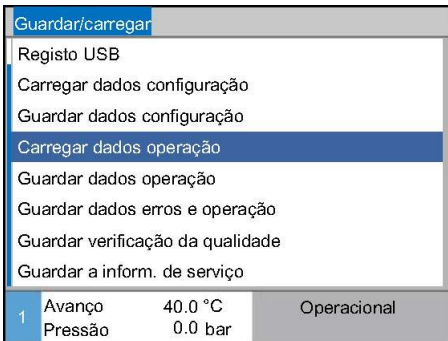 Guardar/carregar
Registo USB
Carregar dados configuração
Guardar dados configuração
Carregar dados operação
Guardar dados operação
Guardar dados erros e operação
Guardar verificação da qualidade
Guardar a inform. de serviço
1 Avanço 40.0 °C Operacional
Pressão 0.0 bar